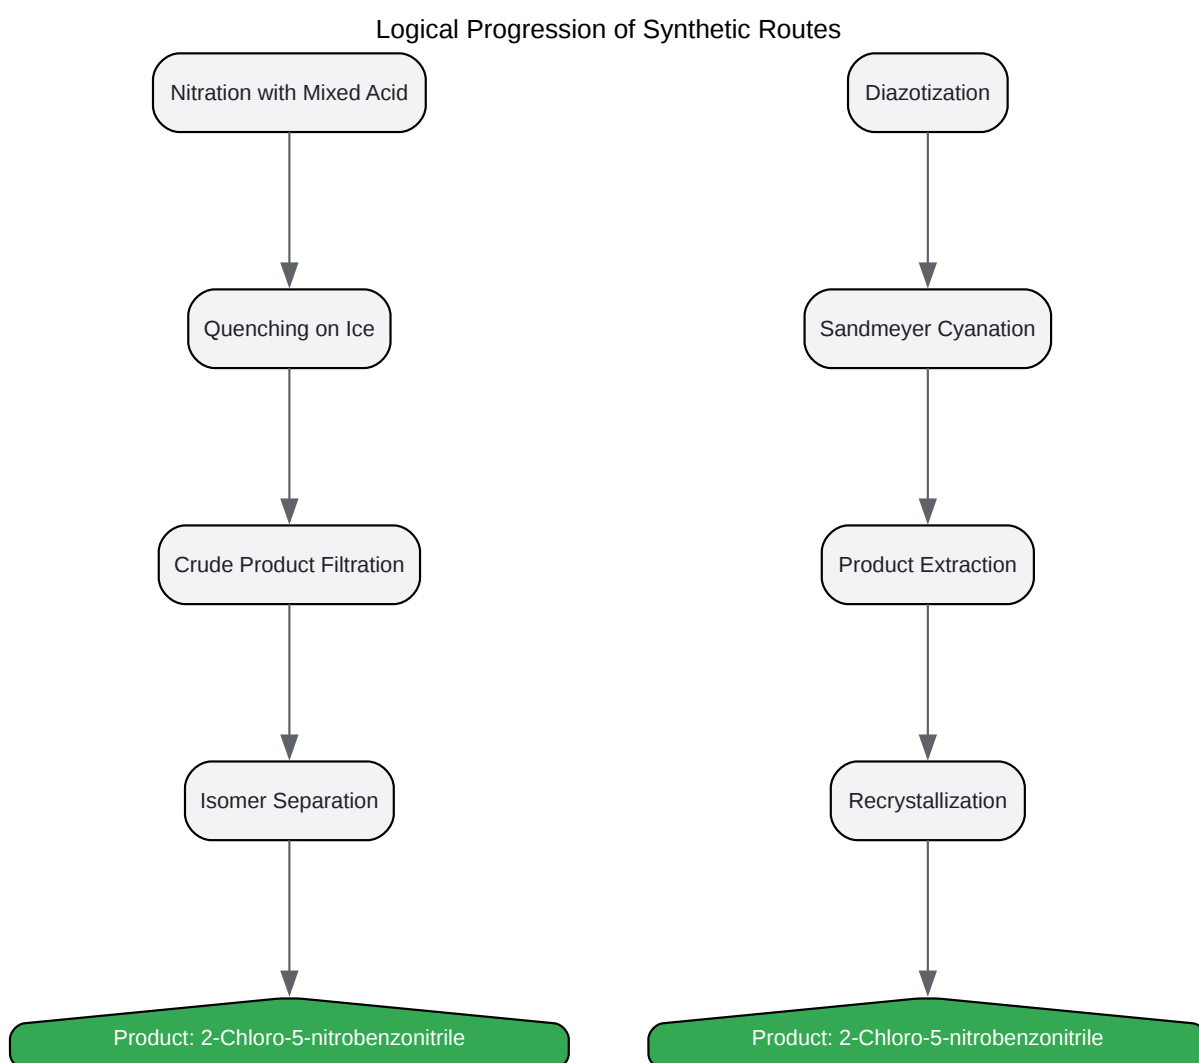 Logical Progression of Synthetic Routes
Nitration with Mixed Acid
Diazotization
Quenching on Ice
Sandmeyer Cyanation
Crude Product Filtration
Product Extraction
Isomer Separation
Recrystallization
Product: 2-Chloro-5-nitrobenzonitrile
Product: 2-Chloro-5-nitrobenzonitrile